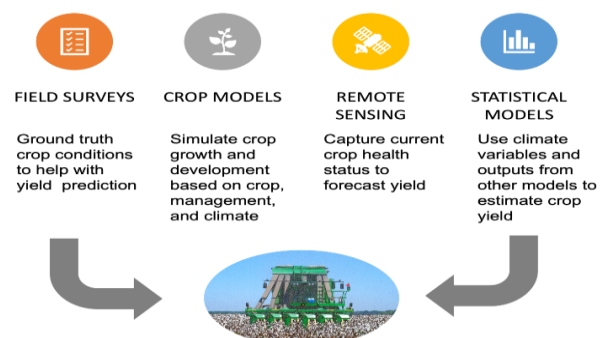 FIELD SURVEYS
Ground truth
crop conditions
to help with
yield prediction
CROP MODELS
Simulate crop
growth and
development
based on crop,
management,
and climate
REMOTE
SENSING
Capture current
crop health
status to
forecast yield
STATISTICAL
MODELS
Use climate
variables and
outputs from
other models to
estimate crop
yield